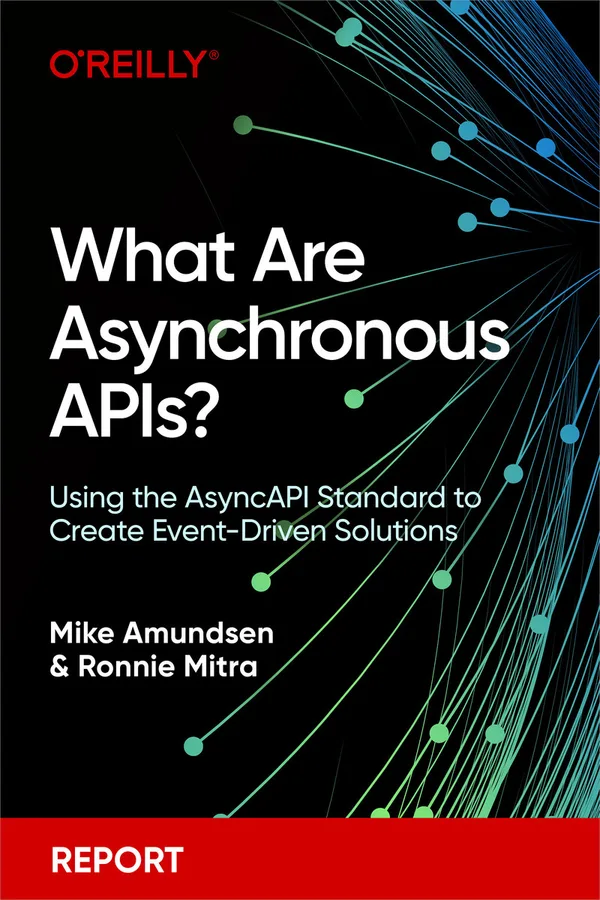 O'REILLY®
What Are
Asynchronous
APIs?
Using the AsyncAPI Standard to
Create Event-Driven Solutions
Mike Amundsen
& Ronnie Mitra
REPORT